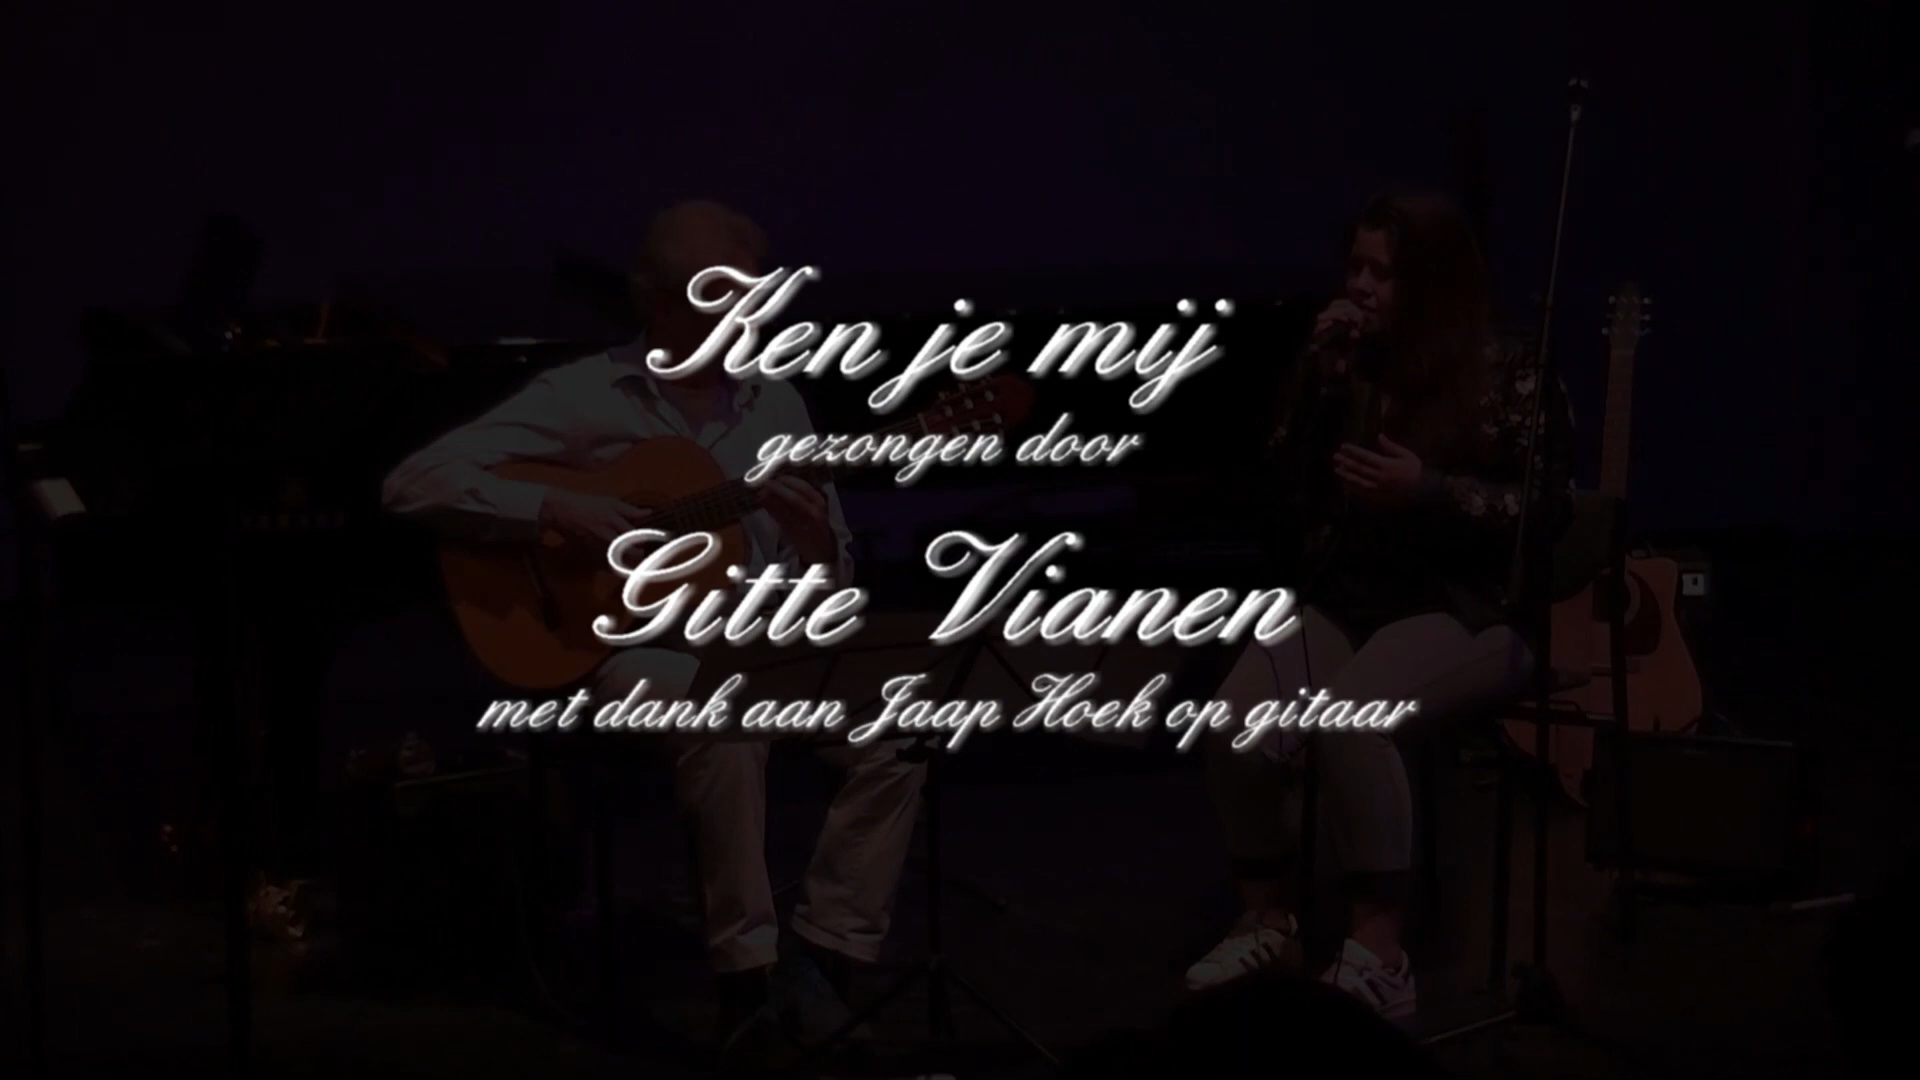 Ken je mij
gezongen door
Gitte Vianen
met dank aan Jaap Hoek op gitaar